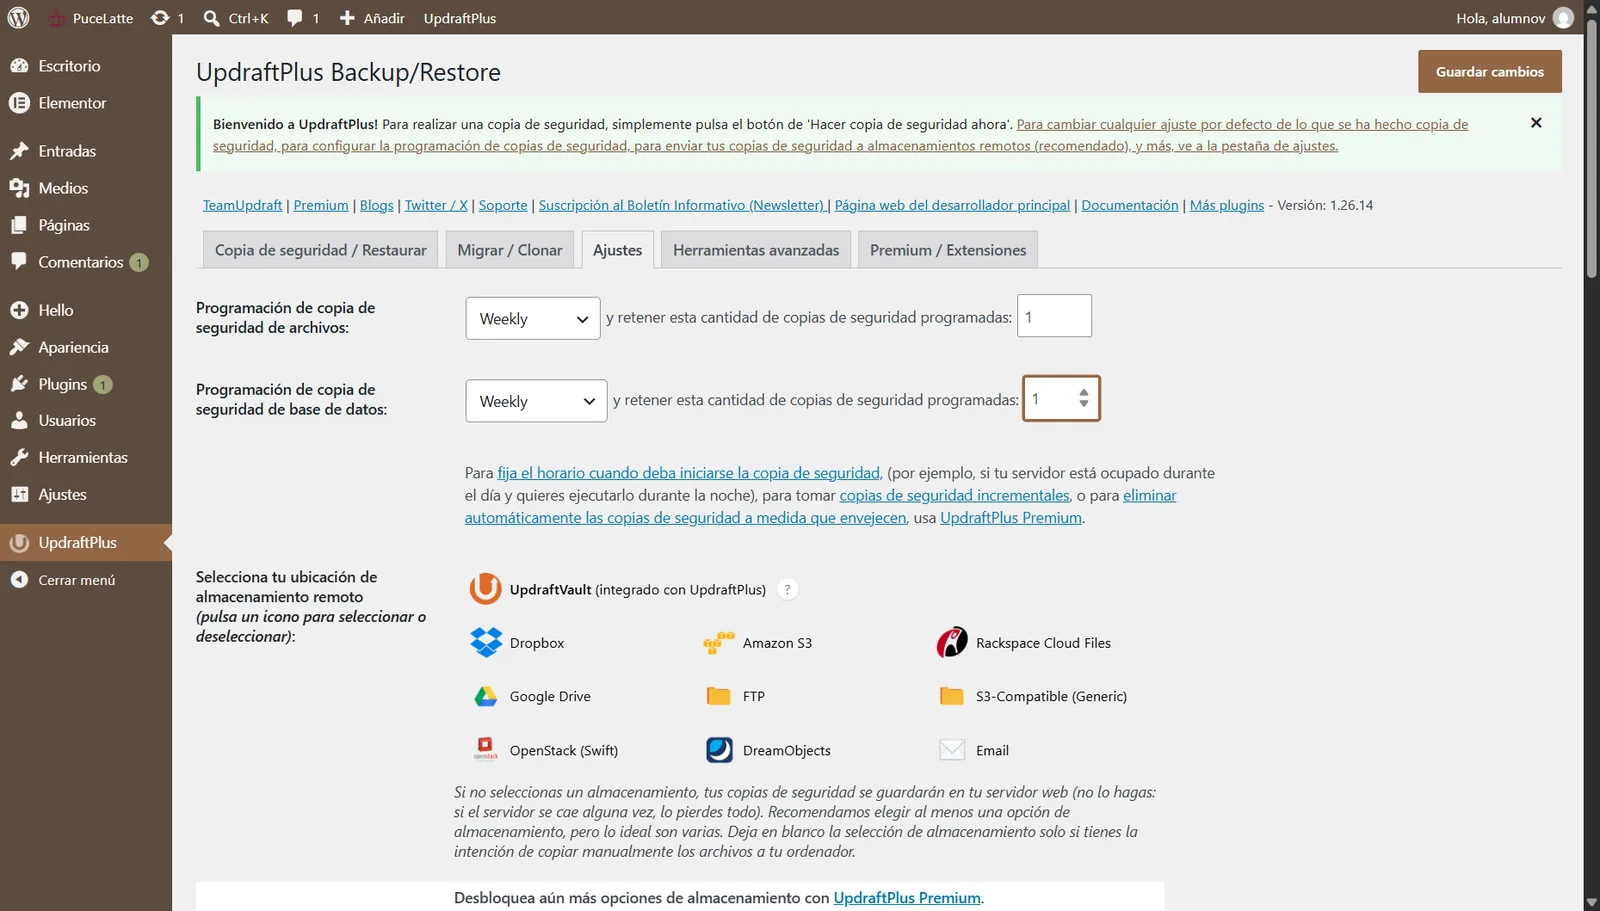 PuceLatte 1 Ctrl+K 1 Añadir UpdraftPlus Hola, alumnov
Escritorio
Elementor
Entradas
Medios
Páginas
Comentarios 1
Hello
Apariencia
Plugins 1
Usuarios
Herramientas
Ajustes
UpdraftPlus
Cerrar menú
UpdraftPlus Backup/Restore
Guardar cambios
Bienvenido a UpdraftPlus! Para realizar una copia de seguridad, simplemente pulsa el botón de 'Hacer copia de seguridad ahora'. Para cambiar cualquier ajuste por defecto de lo que se ha hecho copia de
seguridad, para configurar la programación de copias de seguridad, para enviar tus copias de seguridad a almacenamientos remotos (recomendado), y más, ve a la pestaña de ajustes.
TeamUpdraft | Premium | Blogs | Twitter / X | Soporte | Suscripción al Boletín Informativo (Newsletter) | Página web del desarrollador principal | Documentación | Más plugins - Versión: 1.26.14
Copia de seguridad / Restaurar Migrar / Clonar Ajustes Herramientas avanzadas Premium / Extensiones
Programación de copia de
seguridad de archivos:
Weekly y retener esta cantidad de copias de seguridad programadas: 1
Programación de copia de
seguridad de base de datos:
Weekly y retener esta cantidad de copias de seguridad programadas: 1
Para fija el horario cuando deba iniciarse la copia de seguridad, (por ejemplo, si tu servidor está ocupado durante
el día y quieres ejecutarlo durante la noche), para tomar copias de seguridad incrementales, o para eliminar
automáticamente las copias de seguridad a medida que envejecen, usa UpdraftPlus Premium.
Selecciona tu ubicación de
almacenamiento remoto
(pulsa un icono para seleccionar o
deseleccionar):
UpdraftVault (integrado con UpdraftPlus) ?
Dropbox Amazon S3 Rackspace Cloud Files
Google Drive FTP S3-Compatible (Generic)
OpenStack (Swift) DreamObjects Email
Si no seleccionas un almacenamiento, tus copias de seguridad se guardarán en tu servidor web (no lo hagas:
si el servidor se cae alguna vez, lo pierdes todo). Recomendamos elegir al menos una opción de
almacenamiento, pero lo ideal son varias. Deja en blanco la selección de almacenamiento solo si tienes la
intención de copiar manualmente los archivos a tu ordenador.
Desbloquea aún más opciones de almacenamiento con UpdraftPlus Premium.